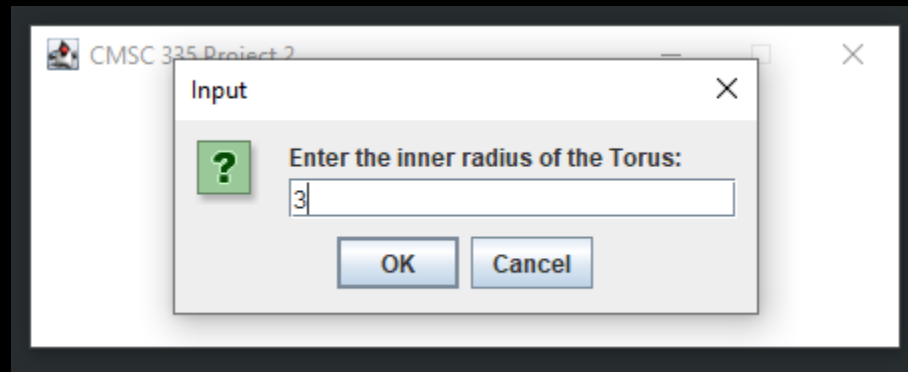 CMSC 335 Project 2
Input
Enter the inner radius of the Torus:
3
OK Cancel